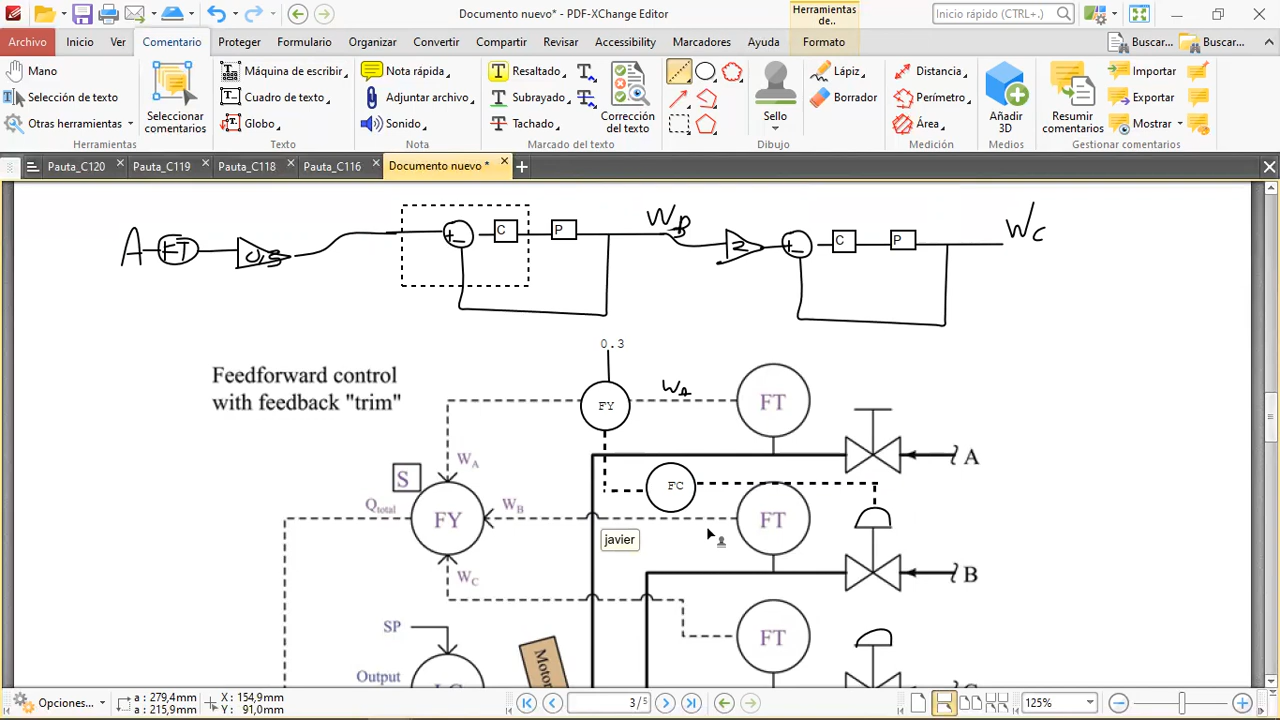 Documento nuevo * - PDF-XChange Editor
Herramientas de..
Inicio rápido (CTRL+.)
Archivo Inicio Ver Comentario Proteger Formulario Organizar Convertir Compartir Revisar Accessibility Marcadores Ayuda Formato Buscar... Buscar...
Mano
Selección de texto
Otras herramientas
Pauta
Seleccionar comentarios
Máquina de escribir
Cuadro de texto
Globo
Texto
Nota rápida
Adjuntar archivo
Sonido
Nota
Resaltado
Subrayado
Tachado
Corrección del texto
Marcado del texto
Lápiz
Borrador
Dibujo
Sello
Distancia
Perímetro
Área
Medición
Añadir 3D
Medios
Resumir comentarios
Importar
Exportar
Mostrar
Gestionar comentarios
Pauta_C120 Pauta_C119 Pauta_C118 Pauta_C116 Documento nuevo *
A FT 0,5 + - C P WB 2 + - C P WC
0.3
Feedforward control
with feedback "trim"
FY WA FT
A
WA
S
FC
Qtotal
FY
WB
FT
javier
B
WC
FT
SP
Output
Motor
Opciones...
a : 279,4mm
a : 215,9mm
X : 154,9mm
Y : 91,0mm
3/5
125%